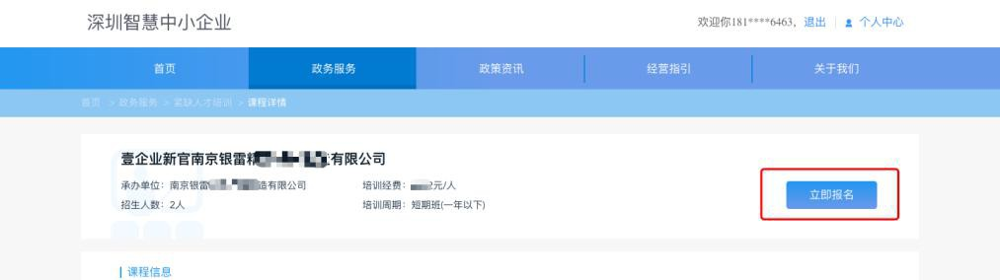 深圳智慧中小企业
欢迎你181****6463, 退出 个人中心
首页 政务服务 政策资讯 经营指引 关于我们
首页 > 政务服务 > 紧缺人才培训 > 课程详情
壹企业新官南京银雷精 有限公司
承办单位：南京银雷 造有限公司 培训经费： 元/人
招生人数：2人 培训周期：短期班(一年以下)
立即报名
课程信息